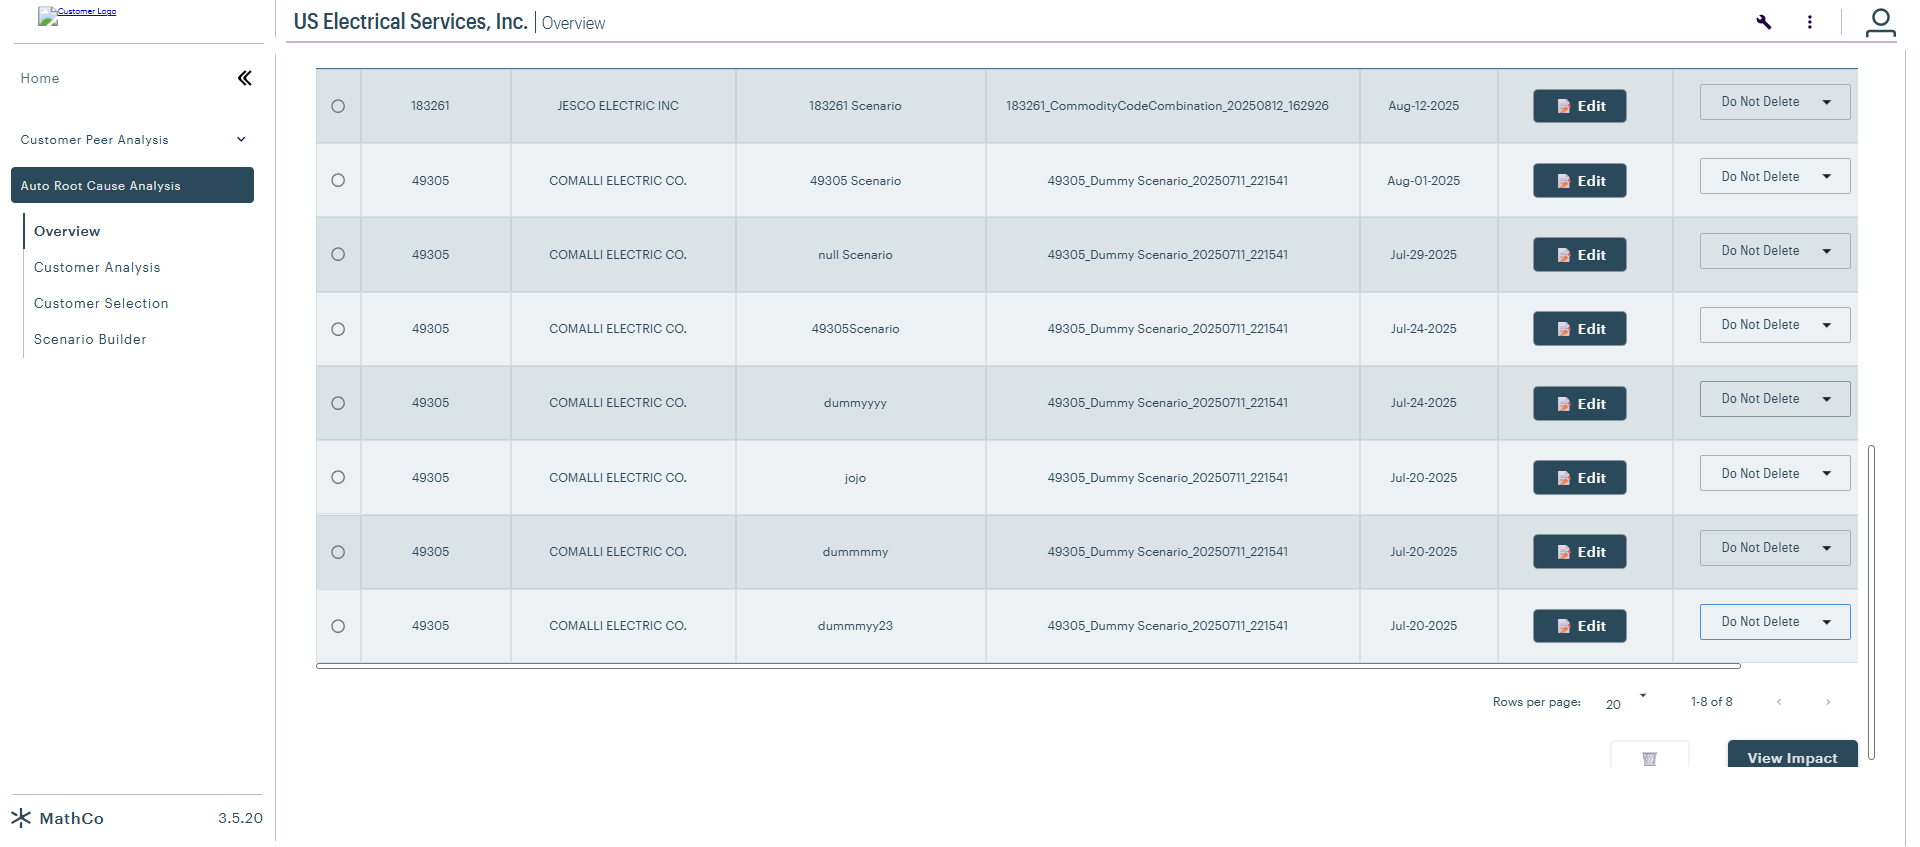 Customer Logo
US Electrical Services, Inc. Overview
Home
Customer Peer Analysis
Auto Root Cause Analysis
Overview
Customer Analysis
Customer Selection
Scenario Builder
183261 JESCO ELECTRIC INC 183261 Scenario 183261_CommodityCodeCombination_20250812_162926 Aug-12-2025 Edit Do Not Delete
49305 COMALLI ELECTRIC CO. 49305 Scenario 49305_Dummy Scenario_20250711_221541 Aug-01-2025 Edit Do Not Delete
49305 COMALLI ELECTRIC CO. null Scenario 49305_Dummy Scenario_20250711_221541 Jul-29-2025 Edit Do Not Delete
49305 COMALLI ELECTRIC CO. 49305Scenario 49305_Dummy Scenario_20250711_221541 Jul-24-2025 Edit Do Not Delete
49305 COMALLI ELECTRIC CO. dummyyyy 49305_Dummy Scenario_20250711_221541 Jul-24-2025 Edit Do Not Delete
49305 COMALLI ELECTRIC CO. jojo 49305_Dummy Scenario_20250711_221541 Jul-20-2025 Edit Do Not Delete
49305 COMALLI ELECTRIC CO. dummmmy 49305_Dummy Scenario_20250711_221541 Jul-20-2025 Edit Do Not Delete
49305 COMALLI ELECTRIC CO. dummmyy23 49305_Dummy Scenario_20250711_221541 Jul-20-2025 Edit Do Not Delete
Rows per page: 20 1-8 of 8
View Impact
MathCo 3.5.20